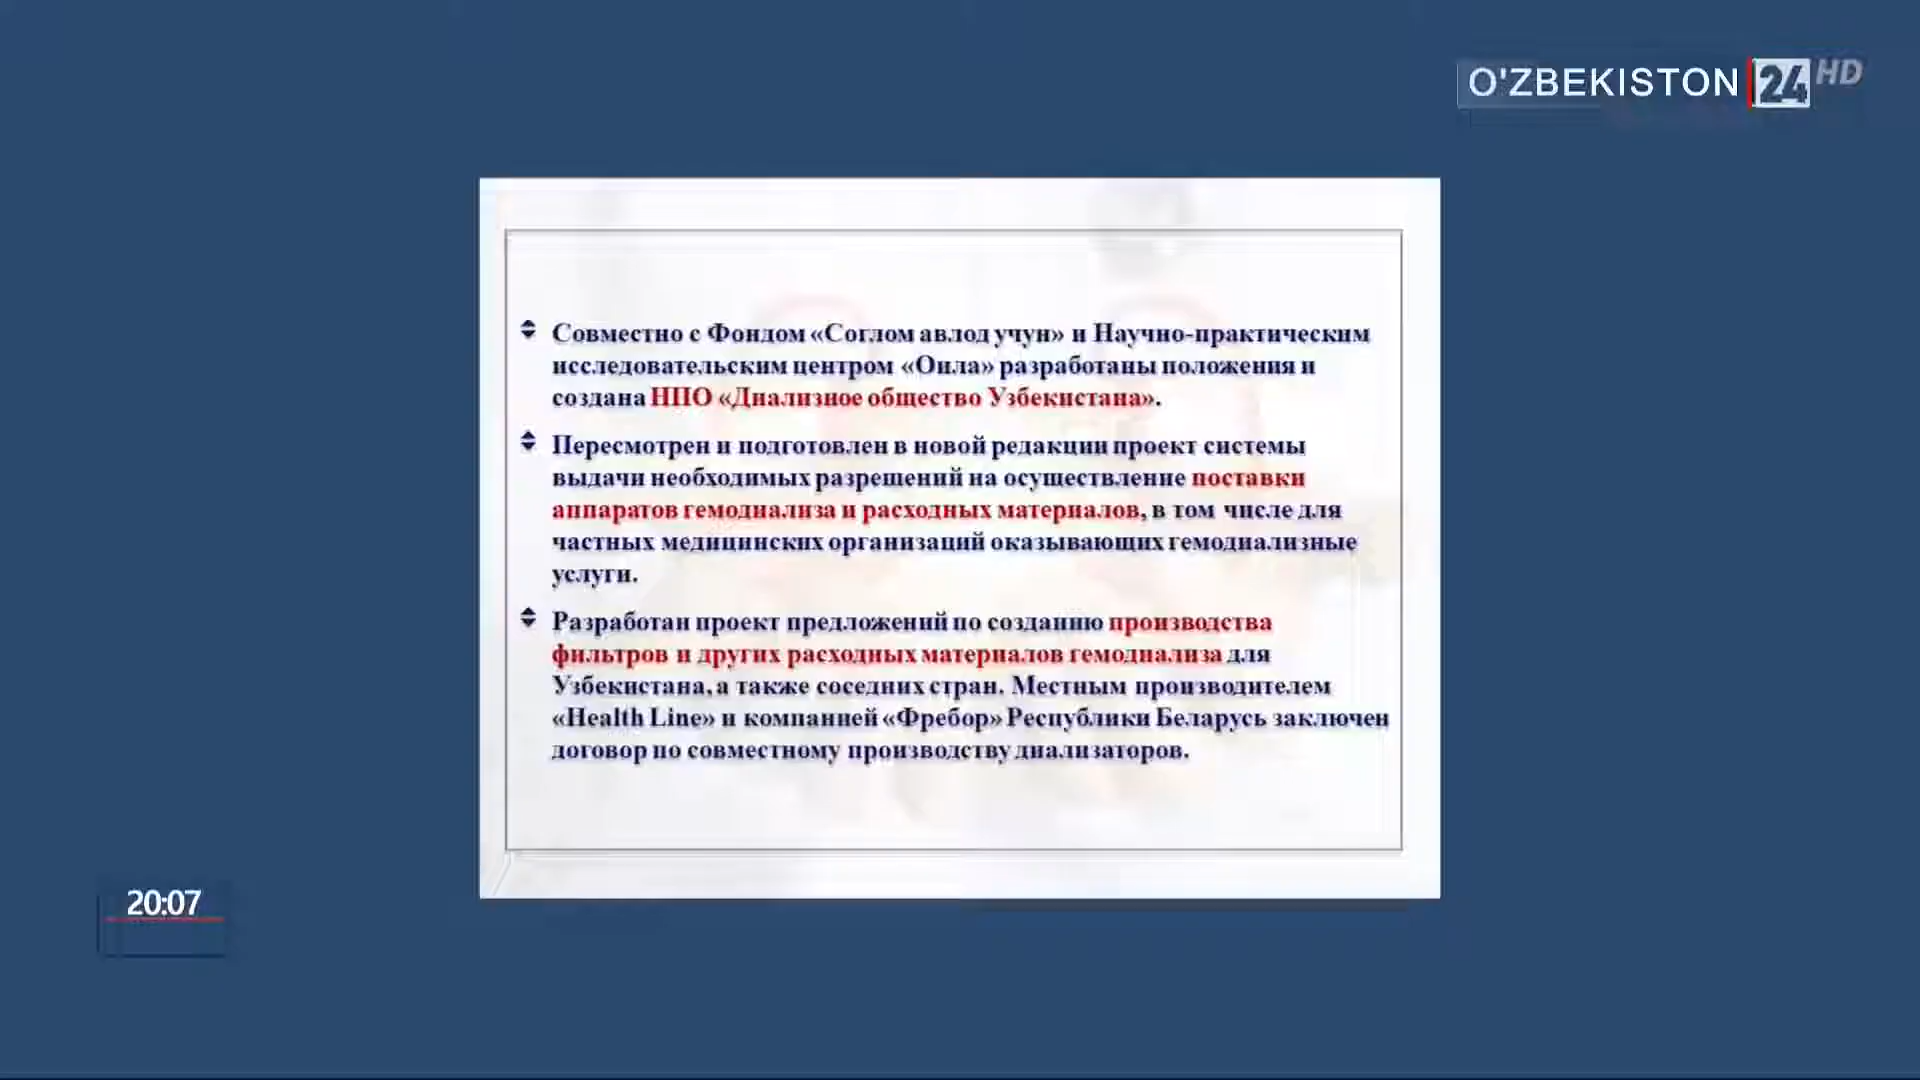 O'ZBEKISTON 24 HD
Совместно с Фондом «Соглом авлод учун» и Научно-практическим
исследовательским центром «Оила» разработаны положения и
создана НПО «Диализное общество Узбекистана».
Пересмотрен и подготовлен в новой редакции проект системы
выдачи необходимых разрешений на осуществление поставки
аппаратов гемодиализа и расходных материалов, в том числе для
частных медицинских организаций оказывающих гемодиализные
услуги.
Разработан проект предложений по созданию производства
фильтров и других расходных материалов гемодиализа для
Узбекистана, а также соседних стран. Местным производителем
«Health Line» и компанией «Фребор» Республики Беларусь заключен
договор по совместному производству диализаторов.
20:07